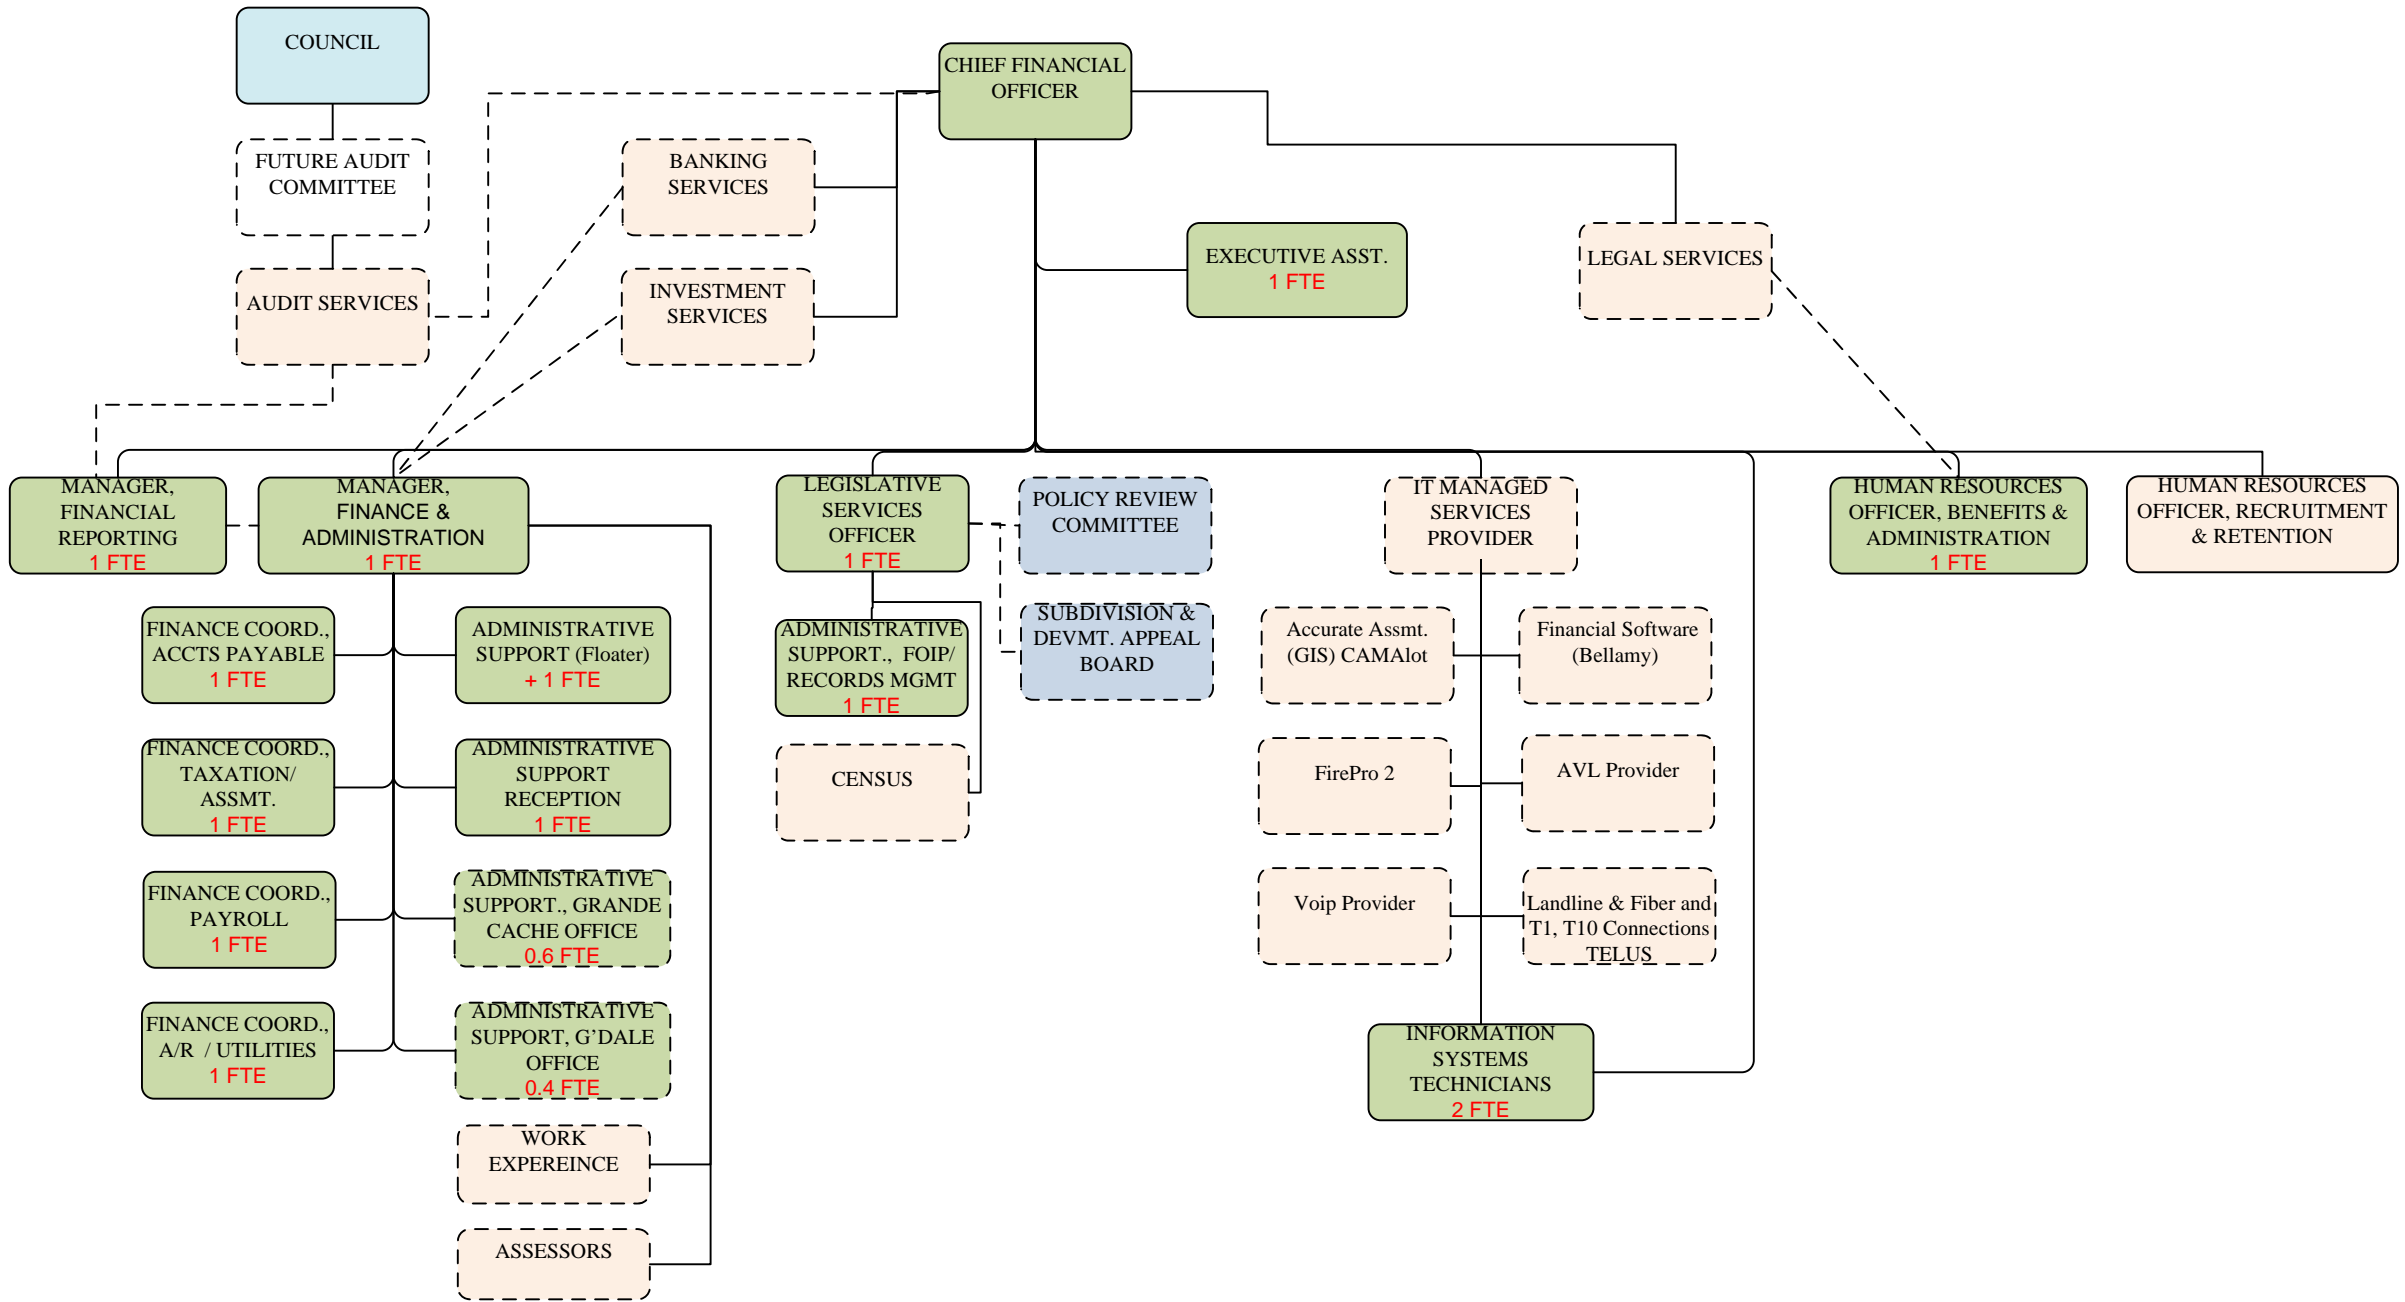 COUNCIL
CHIEF FINANCIAL
OFFICER
FUTURE AUDIT
COMMITTEE
BANKING
SERVICES
AUDIT SERVICES
INVESTMENT
SERVICES
EXECUTIVE ASST.
1 FTE
LEGAL SERVICES
MANAGER,
FINANCIAL
REPORTING
1 FTE
MANAGER,
FINANCE &
ADMINISTRATION
1 FTE
LEGISLATIVE
SERVICES
OFFICER
1 FTE
POLICY REVIEW
COMMITTEE
IT MANAGED
SERVICES
PROVIDER
HUMAN RESOURCES
OFFICER, BENEFITS &
ADMINISTRATION
1 FTE
HUMAN RESOURCES
OFFICER, RECRUITMENT
& RETENTION
FINANCE COORD.,
ACCTS PAYABLE
1 FTE
ADMINISTRATIVE
SUPPORT (Floater)
+ 1 FTE
ADMINISTRATIVE
SUPPORT., FOIP/
RECORDS MGMT
1 FTE
SUBDIVISION &
DEVMT. APPEAL
BOARD
Accurate Assmt.
(GIS) CAMAlot
Financial Software
(Bellamy)
FINANCE COORD.,
TAXATION/
ASSMT.
1 FTE
ADMINISTRATIVE
SUPPORT
RECEPTION
1 FTE
CENSUS
FirePro 2
AVL Provider
FINANCE COORD.,
PAYROLL
1 FTE
ADMINISTRATIVE
SUPPORT., GRANDE
CACHE OFFICE
0.6 FTE
Voip Provider
Landline & Fiber and
T1, T10 Connections
TELUS
FINANCE COORD.,
A/R / UTILITIES
1 FTE
ADMINISTRATIVE
SUPPORT, G’DALE
OFFICE
0.4 FTE
INFORMATION
SYSTEMS
TECHNICIANS
2 FTE
WORK
EXPEREINCE
ASSESSORS